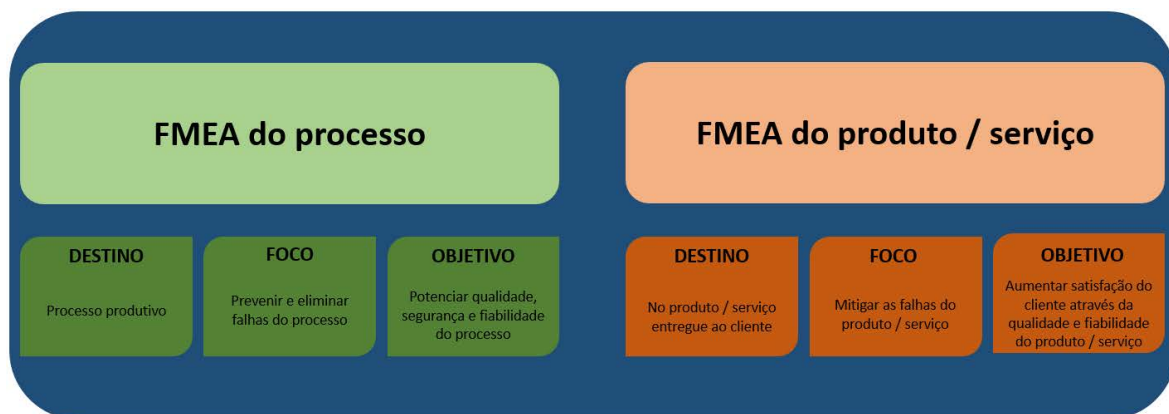 FMEA do processo
DESTINO
Processo produtivo
FOCO
Prevenir e eliminar
falhas do processo
OBJETIVO
Potenciar qualidade,
segurança e fiabilidade
do processo
FMEA do produto / serviço
DESTINO
No produto / serviço
entregue ao cliente
FOCO
Mitigar as falhas do
produto / serviço
OBJETIVO
Aumentar satisfação do
cliente através da
qualidade e fiabilidade
do produto / serviço